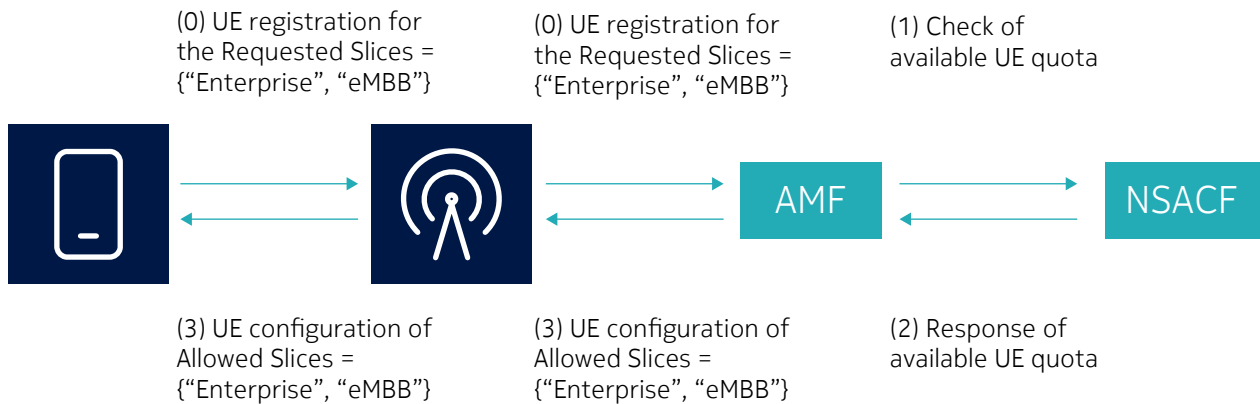 (0) UE registration for
the Requested Slices =
{“Enterprise”, “eMBB”}
(0) UE registration for
the Requested Slices =
{“Enterprise”, “eMBB”}
(1) Check of
available UE quota
AMF
NSACF
(3) UE configuration of
Allowed Slices =
{“Enterprise”, “eMBB”}
(3) UE configuration of
Allowed Slices =
{“Enterprise”, “eMBB”}
(2) Response of
available UE quota